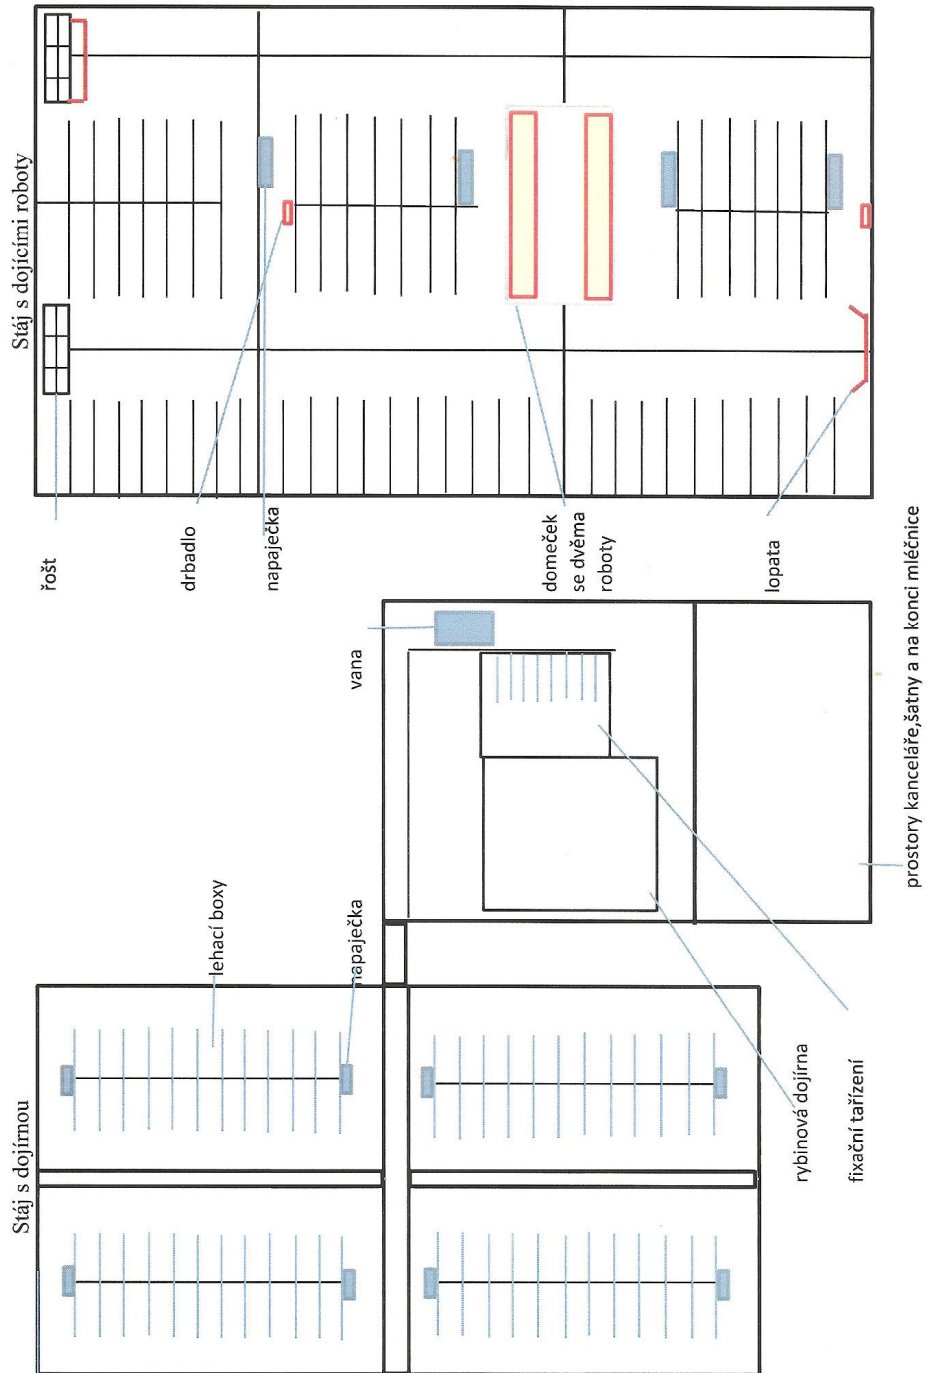 Stáj s dojírnou
Stáj s dojícími roboty
řošt
drbadlo
lehací boxy
napaječka
napaječka
vana
domeček
se dvěma
roboty
lopata
rybinová dojírna
fixační tařízení
prostory kanceláře,šatny a na konci mléčnice